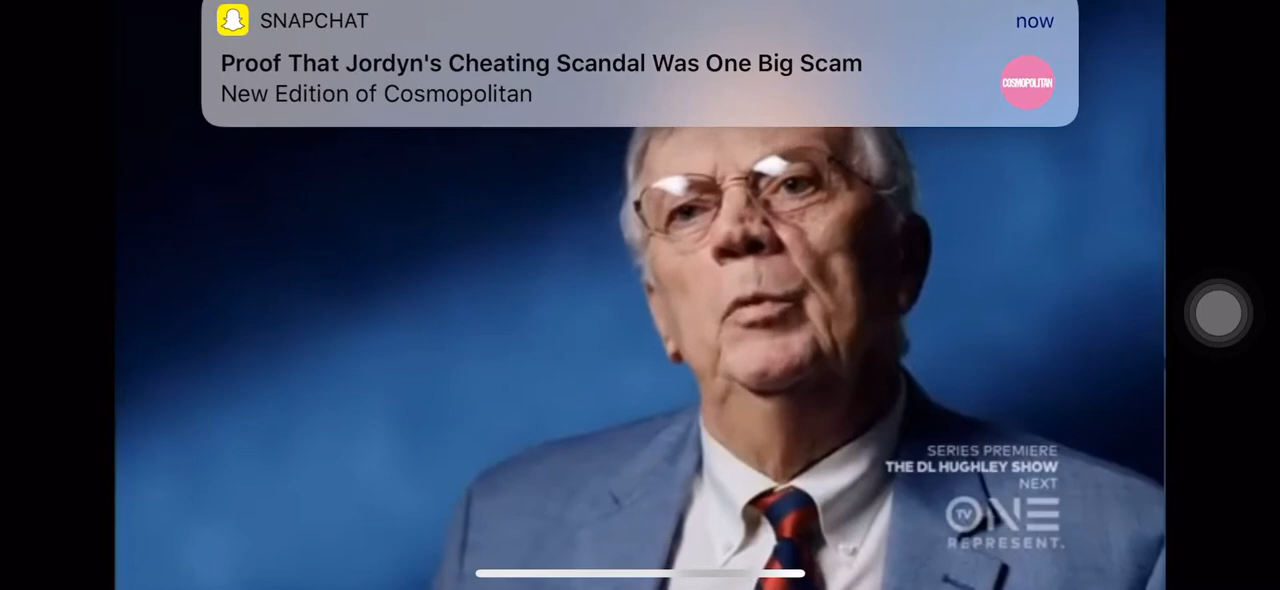 SNAPCHAT
now
Proof That Jordyn's Cheating Scandal Was One Big Scam
New Edition of Cosmopolitan
COSMOPOLITAN
SERIES PREMIERE
THE DL HUGHLEY SHOW
NEXT
TV ONE
REPRESENT.